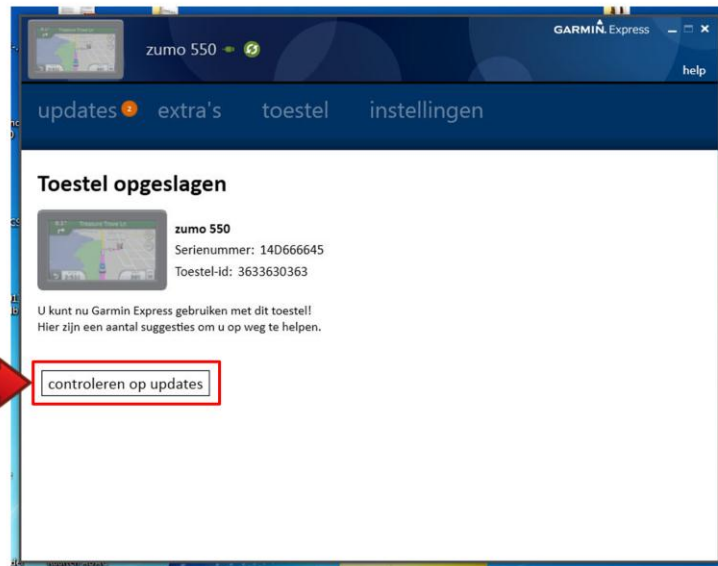 GARMIN. Express
zumo 550
help
updates 2 extra's toestel instellingen
Toestel opgeslagen
zumo 550
Serienummer: 14D666645
Toestel-id: 3633630363
U kunt nu Garmin Express gebruiken met dit toestel!
Hier zijn een aantal suggesties om u op weg te helpen.
controleren op updates